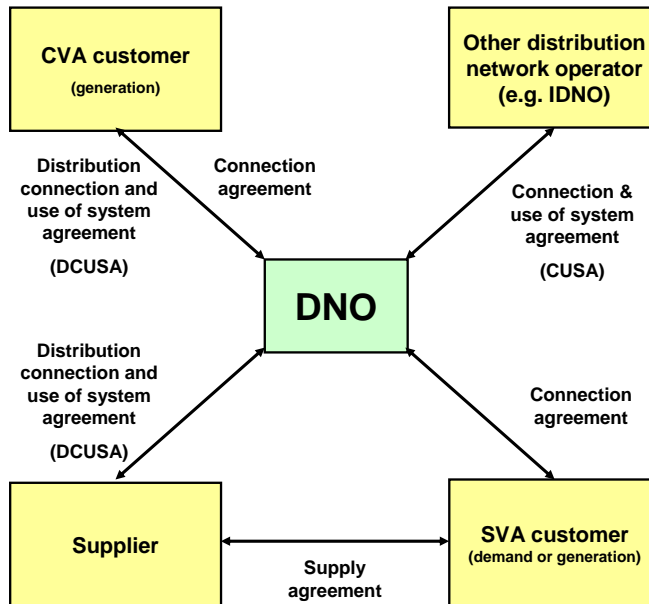 CVA customer
(generation)
Other distribution
network operator
(e.g. IDNO)
Distribution
connection and
use of system
agreement
(DCUSA)
Connection
agreement
Connection &
use of system
agreement
(CUSA)
DNO
Distribution
connection and
use of system
agreement
(DCUSA)
Connection
agreement
Supplier
Supply
agreement
SVA customer
(demand or generation)